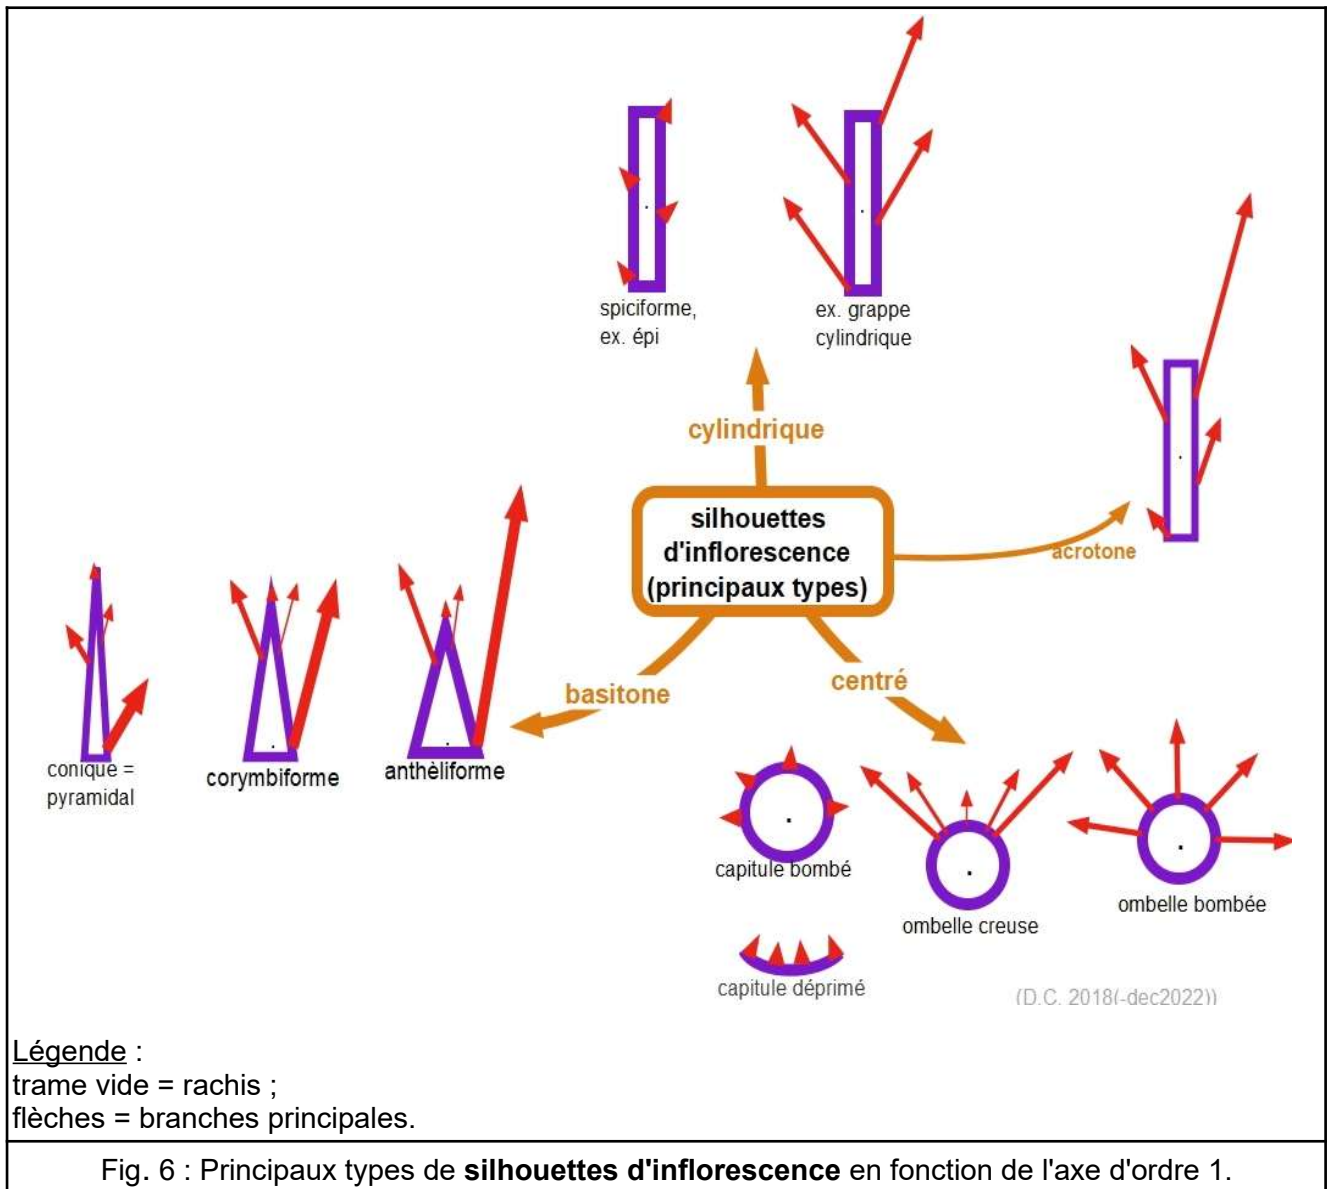 spiciforme,
ex. épi
ex. grappe
cylindrique
cylindrique
silhouettes
d'inflorescence
(principaux types)
acrotone
basitone
centré
conique =
pyramidal
corymbiforme
anthèliforme
capitule bombé
ombelle creuse
ombelle bombée
capitule déprimé
(D.C. 2018(-dec2022))
Légende :
trame vide = rachis ;
flèches = branches principales.
Fig. 6 : Principaux types de silhouettes d'inflorescence en fonction de l'axe d'ordre 1.